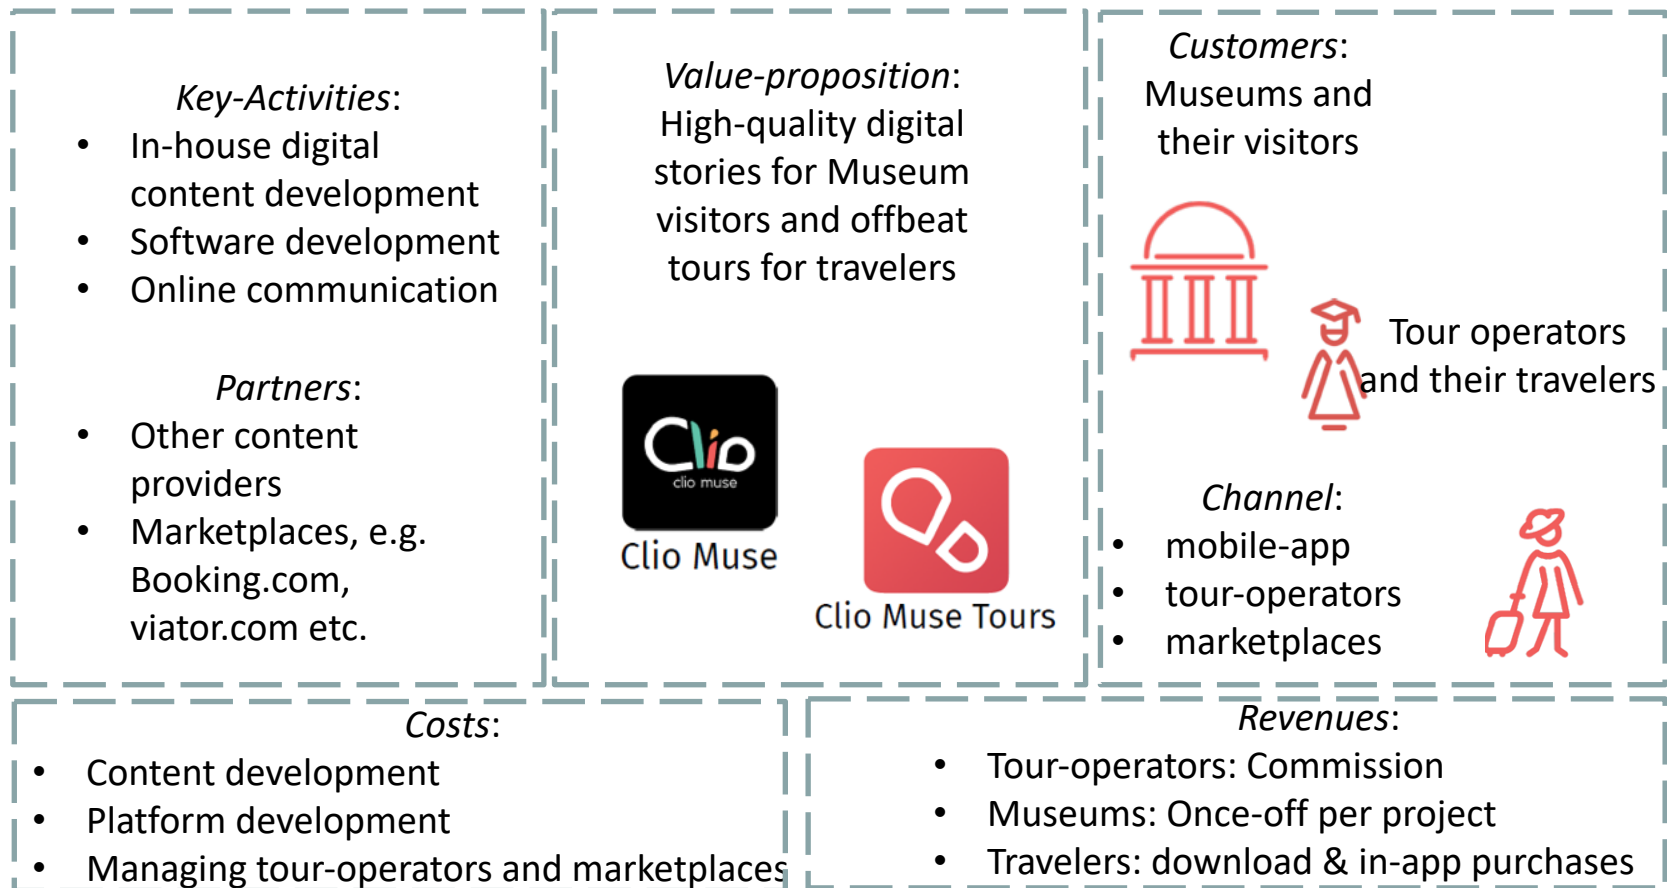 Key-Activities:
• In-house digital
content development
• Software development
• Online communication
Partners:
• Other content
providers
• Marketplaces, e.g.
Booking.com,
viator.com etc.
Value-proposition:
High-quality digital
stories for Museum
visitors and offbeat
tours for travelers
Clio
clio muse
Clio Muse
Clio Muse Tours
Customers:
Museums and
their visitors
Tour operators
and their travelers
Channel:
• mobile-app
• tour-operators
• marketplaces
Costs:
• Content development
• Platform development
• Managing tour-operators and marketplaces
Revenues:
• Tour-operators: Commission
• Museums: Once-off per project
• Travelers: download & in-app purchases